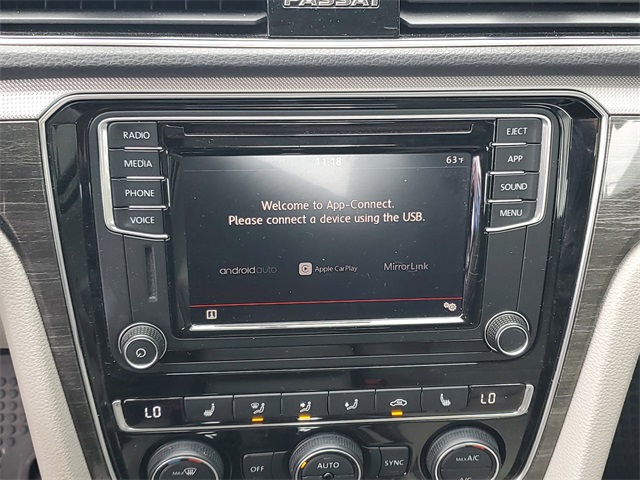 PASSAT
RADIO
MEDIA
PHONE
VOICE
EJECT
APP
SOUND
MENU
11:18
63°F
Welcome to App-Connect.
Please connect a device using the USB.
androidauto
Apple CarPlay
MirrorLink
LO
LO
OFF
AUTO
SYNC
MAX
MAX A/C
A/C